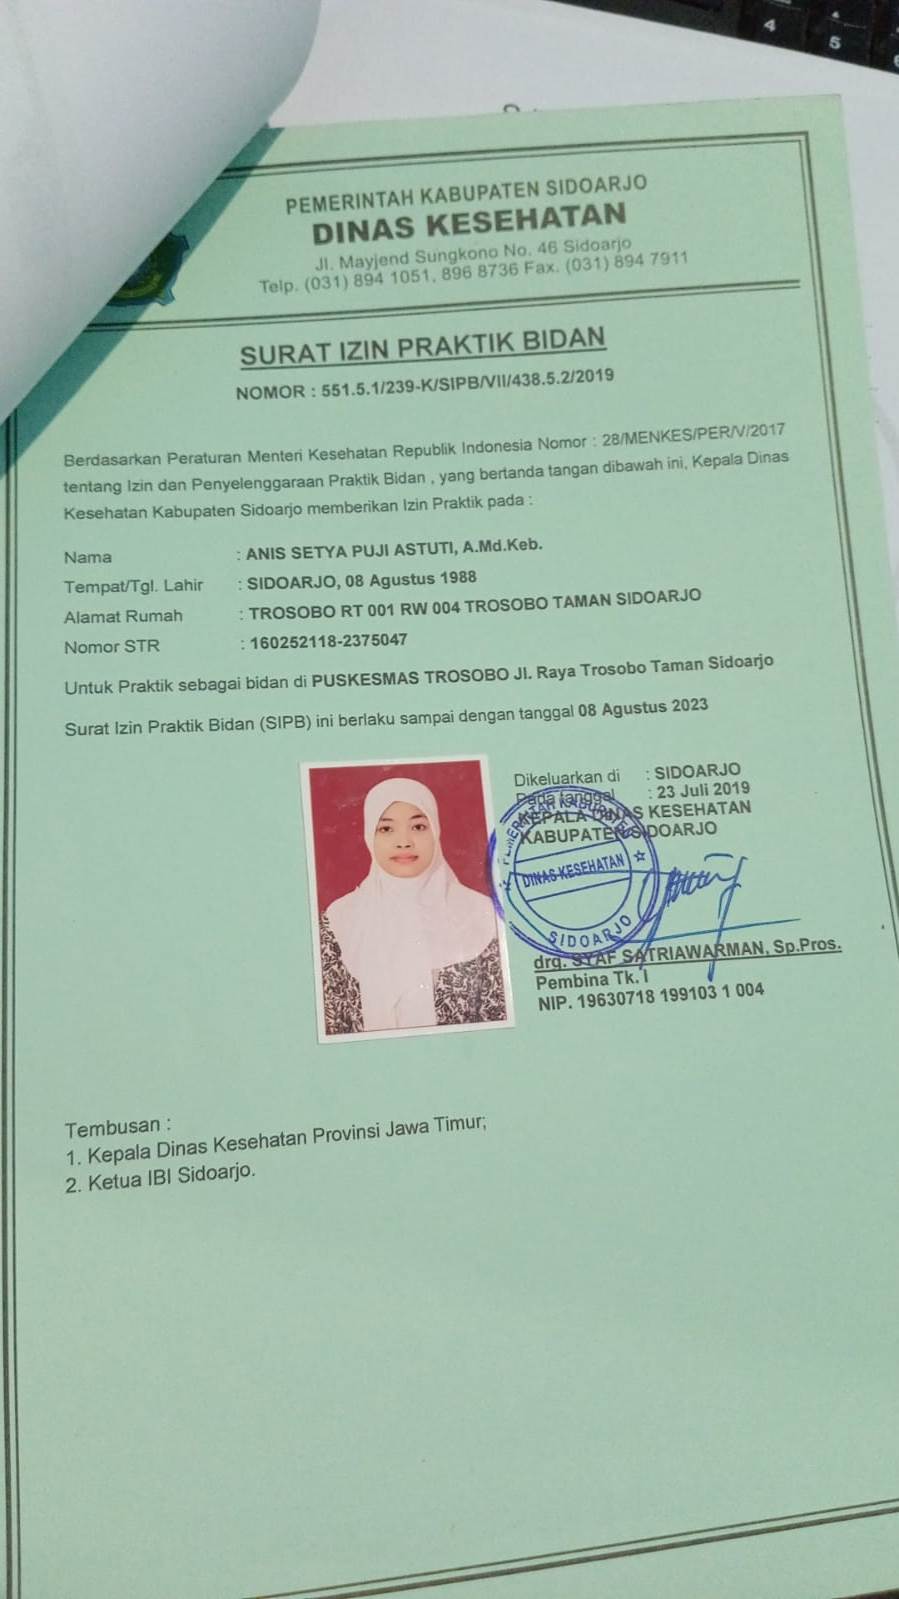 4
5
PEMERINTAH KABUPATEN SIDOARJO
DINAS KESEHATAN
Jl. Mayjend Sungkono No. 46 Sidoarjo
Telp. (031) 894 1051, 896 8736 Fax. (031) 894 7911
SURAT IZIN PRAKTIK BIDAN
NOMOR : 551.5.1/239-K/SIPB/VII/438.5.2/2019
Berdasarkan Peraturan Menteri Kesehatan Republik Indonesia Nomor : 28/MENKES/PER/V/2017
tentang Izin dan Penyelenggaraan Praktik Bidan , yang bertanda tangan dibawah ini, Kepala Dinas
Kesehatan Kabupaten Sidoarjo memberikan Izin Praktik pada :
Nama : ANIS SETYA PUJI ASTUTI, A.Md.Keb.
Tempat/Tgl. Lahir : SIDOARJO, 08 Agustus 1988
Alamat Rumah : TROSOBO RT 001 RW 004 TROSOBO TAMAN SIDOARJO
Nomor STR : 160252118-2375047
Untuk Praktik sebagai bidan di PUSKESMAS TROSOBO Jl. Raya Trosobo Taman Sidoarjo
Surat Izin Praktik Bidan (SIPB) ini berlaku sampai dengan tanggal 08 Agustus 2023
Dikeluarkan di : SIDOARJO
Pada tanggal : 23 Juli 2019
KEPALA DINAS KESEHATAN
KABUPATEN SIDOARJO
PEMERINTAH KABUPATEN
DINAS KESEHATAN
SIDOARJO
drg. SYAF SATRIAWARMAN, Sp.Pros.
Pembina Tk. I
NIP. 19630718 199103 1 004
Tembusan :
1. Kepala Dinas Kesehatan Provinsi Jawa Timur;
2. Ketua IBI Sidoarjo.